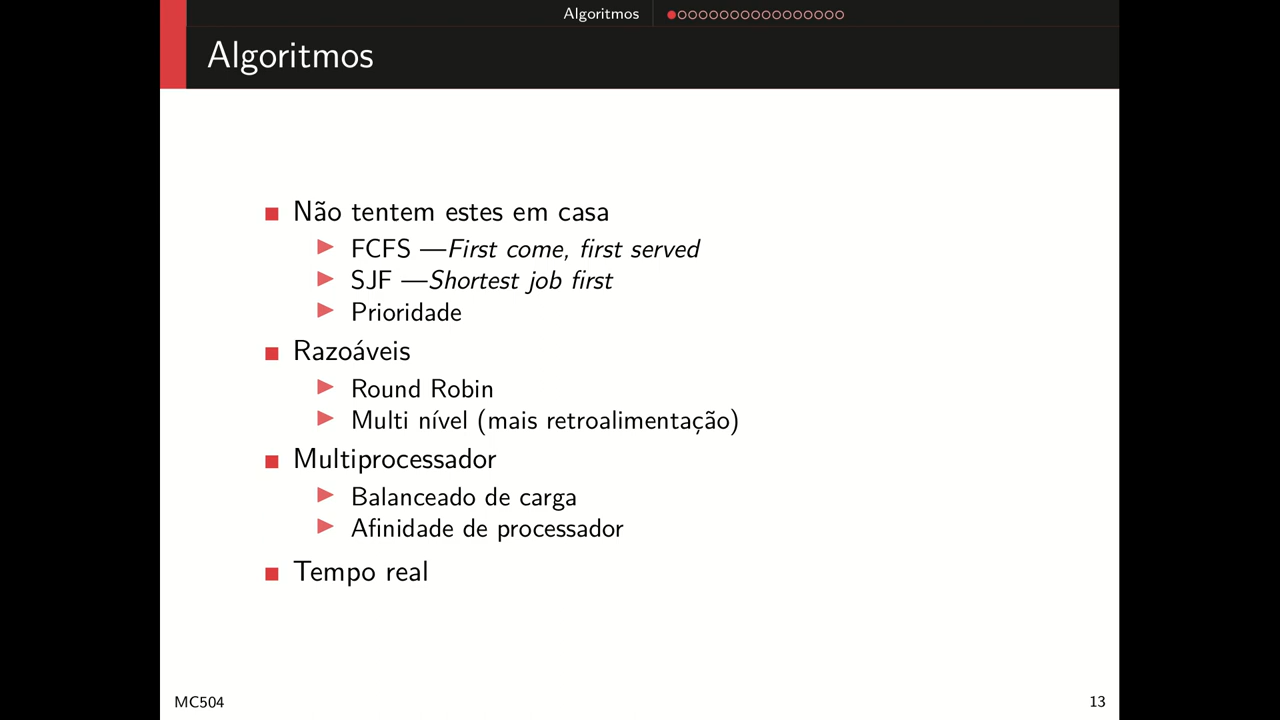 Algoritmos
Algoritmos
Não tentem estes em casa
FCFS —First come, first served
SJF —Shortest job first
Prioridade
Razoáveis
Round Robin
Multi nível (mais retroalimentação)
Multiprocessador
Balanceado de carga
Afinidade de processador
Tempo real
MC504
13